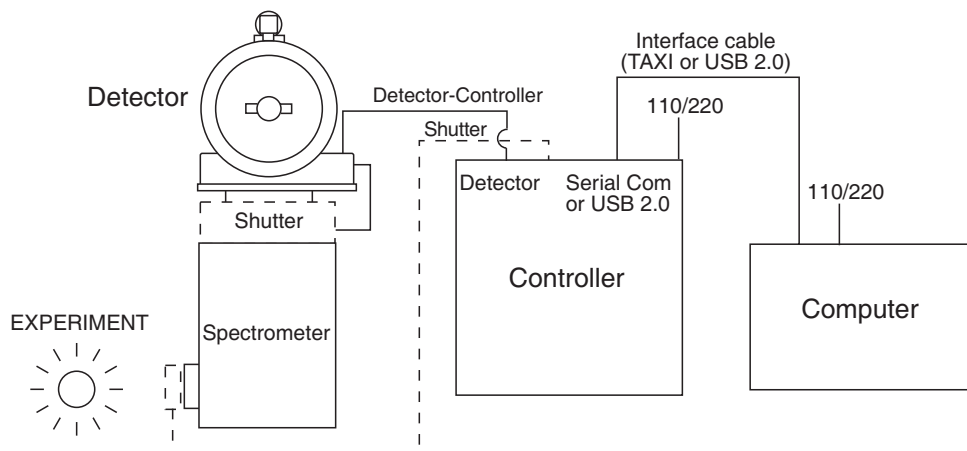 Interface cable
(TAXI or USB 2.0)
Detector
Detector-Controller
110/220
Shutter
Detector
Serial Com
or USB 2.0
110/220
Shutter
Controller
Computer
EXPERIMENT
Spectrometer